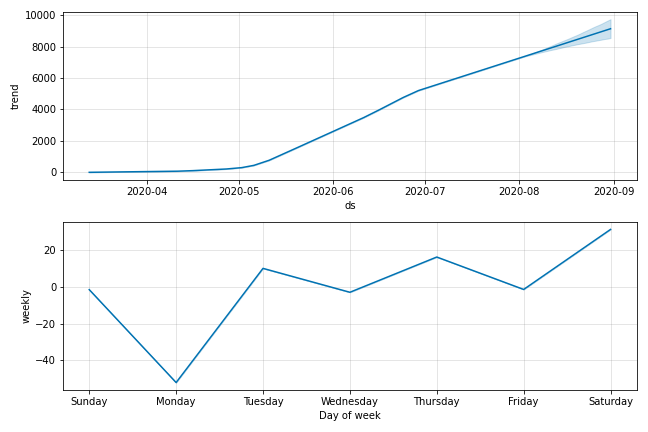 10000
8000
6000
4000
2000
0
trend
2020-04 2020-05 2020-06 2020-07 2020-08 2020-09
ds
20
0
−20
−40
weekly
Sunday Monday Tuesday Wednesday Thursday Friday Saturday
Day of week